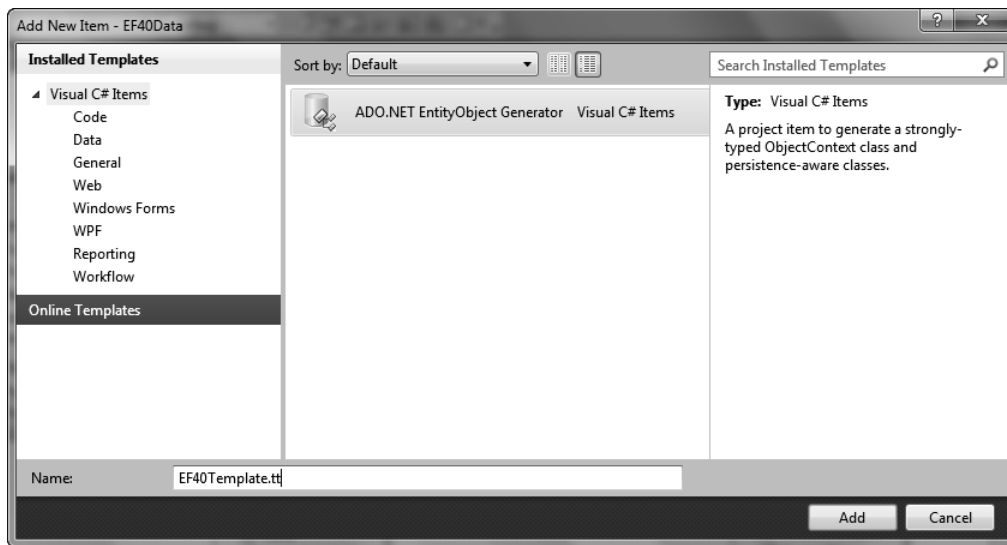 Add New Item - EF40Data
Installed Templates
Visual C# Items
Code
Data
General
Web
Windows Forms
WPF
Reporting
Workflow
Online Templates
Sort by: Default
ADO.NET EntityObject Generator Visual C# Items
Search Installed Templates
Type: Visual C# Items
A project item to generate a strongly-
typed ObjectContext class and
persistence-aware classes.
Name: EF40Template.tt
Add Cancel